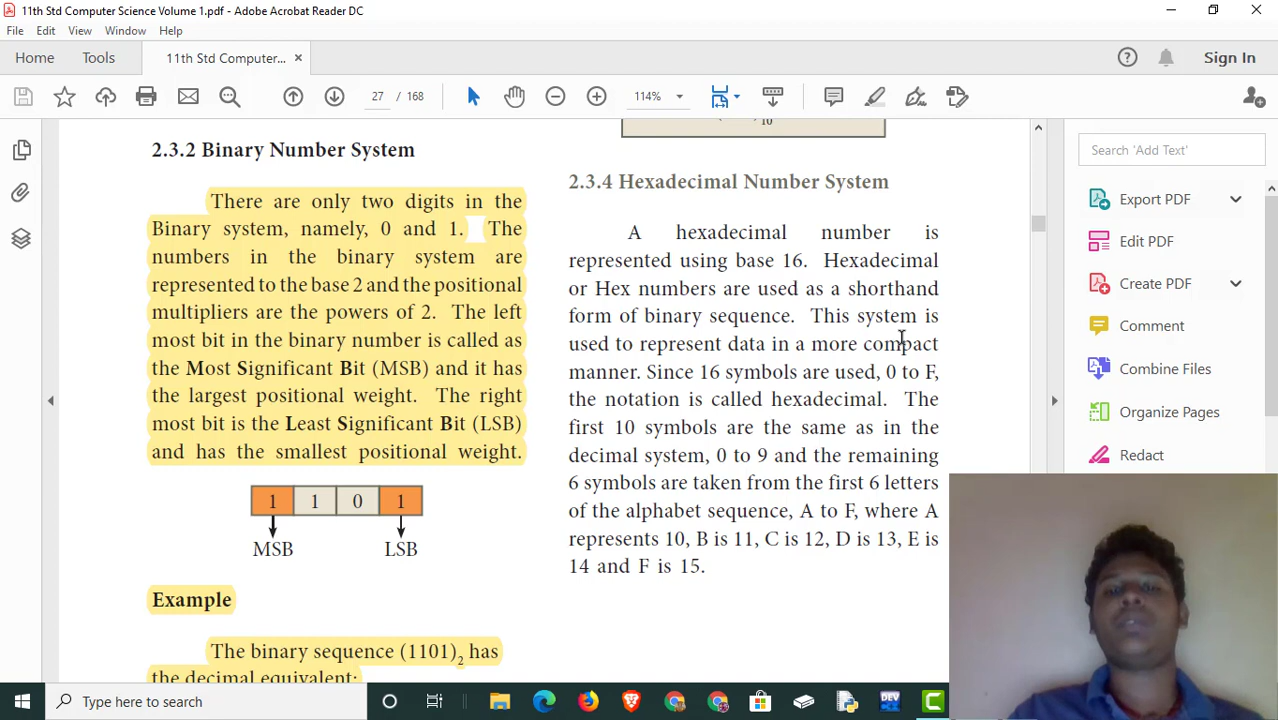 11th Std Computer Science Volume 1.pdf - Adobe Acrobat Reader DC
File Edit View Window Help
Home Tools 11th Std Computer... × Sign In
27 / 168 114%
2.3.2 Binary Number System
There are only two digits in the
Binary system, namely, 0 and 1. The
numbers in the binary system are
represented to the base 2 and the positional
multipliers are the powers of 2. The left
most bit in the binary number is called as
the Most Significant Bit (MSB) and it has
the largest positional weight. The right
most bit is the Least Significant Bit (LSB)
and has the smallest positional weight.
1 1 0 1
MSB LSB
Example
The binary sequence (1101)2 has
the decimal equivalent:
10
2.3.4 Hexadecimal Number System
A hexadecimal number is
represented using base 16. Hexadecimal
or Hex numbers are used as a shorthand
form of binary sequence. This system is
used to represent data in a more compact
manner. Since 16 symbols are used, 0 to F,
the notation is called hexadecimal. The
first 10 symbols are the same as in the
decimal system, 0 to 9 and the remaining
6 symbols are taken from the first 6 letters
of the alphabet sequence, A to F, where A
represents 10, B is 11, C is 12, D is 13, E is
14 and F is 15.
Search 'Add Text'
Export PDF
Edit PDF
Create PDF
Comment
Combine Files
Organize Pages
Redact
Type here to search
DEV